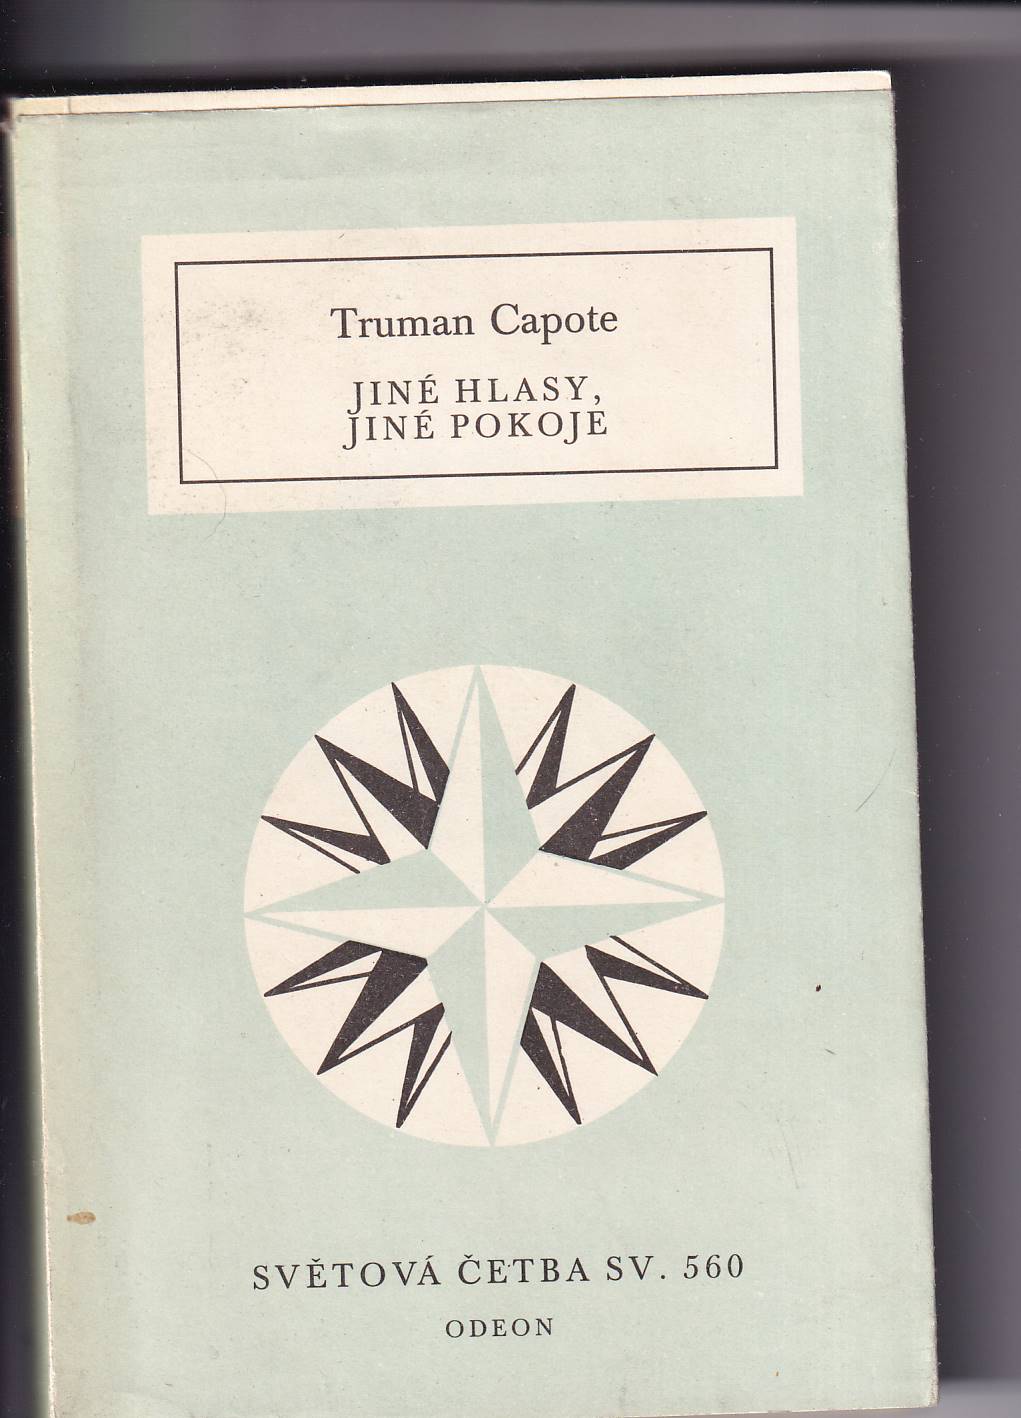 Truman Capote
JINÉ HLASY,
JINÉ POKOJE
SVĚTOVÁ ČETBA SV. 560
ODEON